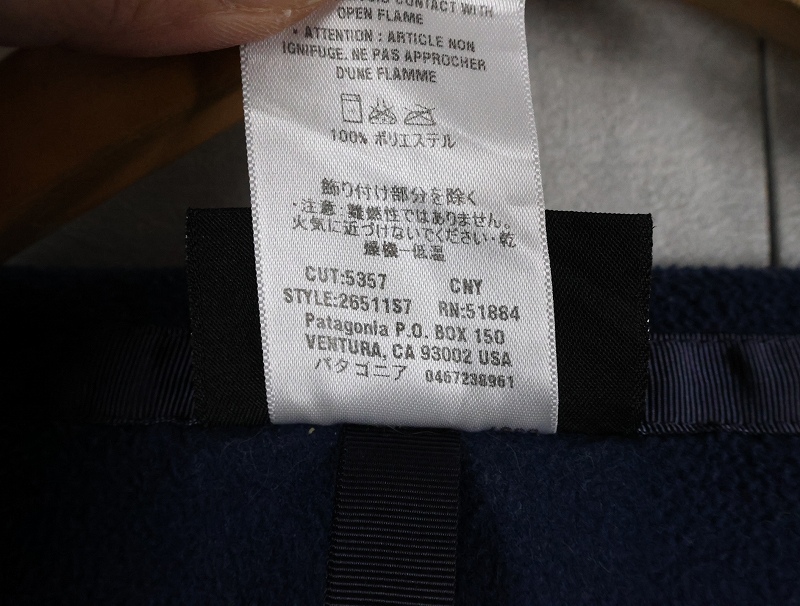 CONTACT WITH
OPEN FLAME
• ATTENTION : ARTICLE NON
IGNIFUGE. NE PAS APPROCHER
D'UNE FLAMME
100% ポリエステル
飾り付け部分を除く
・注意:難燃性ではありません。
火気に近づけないでください・乾
燥機ー低温
CUT:5357 CNY
STYLE:26511S7 RN:51884
Patagonia P.O. BOX 150
VENTURA, CA 93002 USA
パタゴニア 0467238961